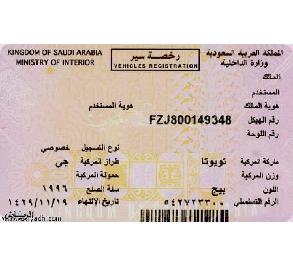 KINGDOM OF SAUDI ARABIA
MINISTRY OF INTERIOR
رخصة سير
VEHICLES REGISTRATION
المملكة العربية السعودية
وزارة الداخلية
المالك
المستخدم
هوية المالك
هوية المستخدم
رقم الهيكل FZJ800149348
رقم اللوحة
نوع التسجيل خصوصي
ماركة المركبة تويوتا
طراز المركبة جي
وزن المركبة
حمولة المركبة
اللون بيج
سنة الصنع ١٩٩٦
الرقم التسلسلي ٥٤٢٧٢٣٣٠٠
تاريخ الإنتهاء ١٤٢٩/١١/١٩